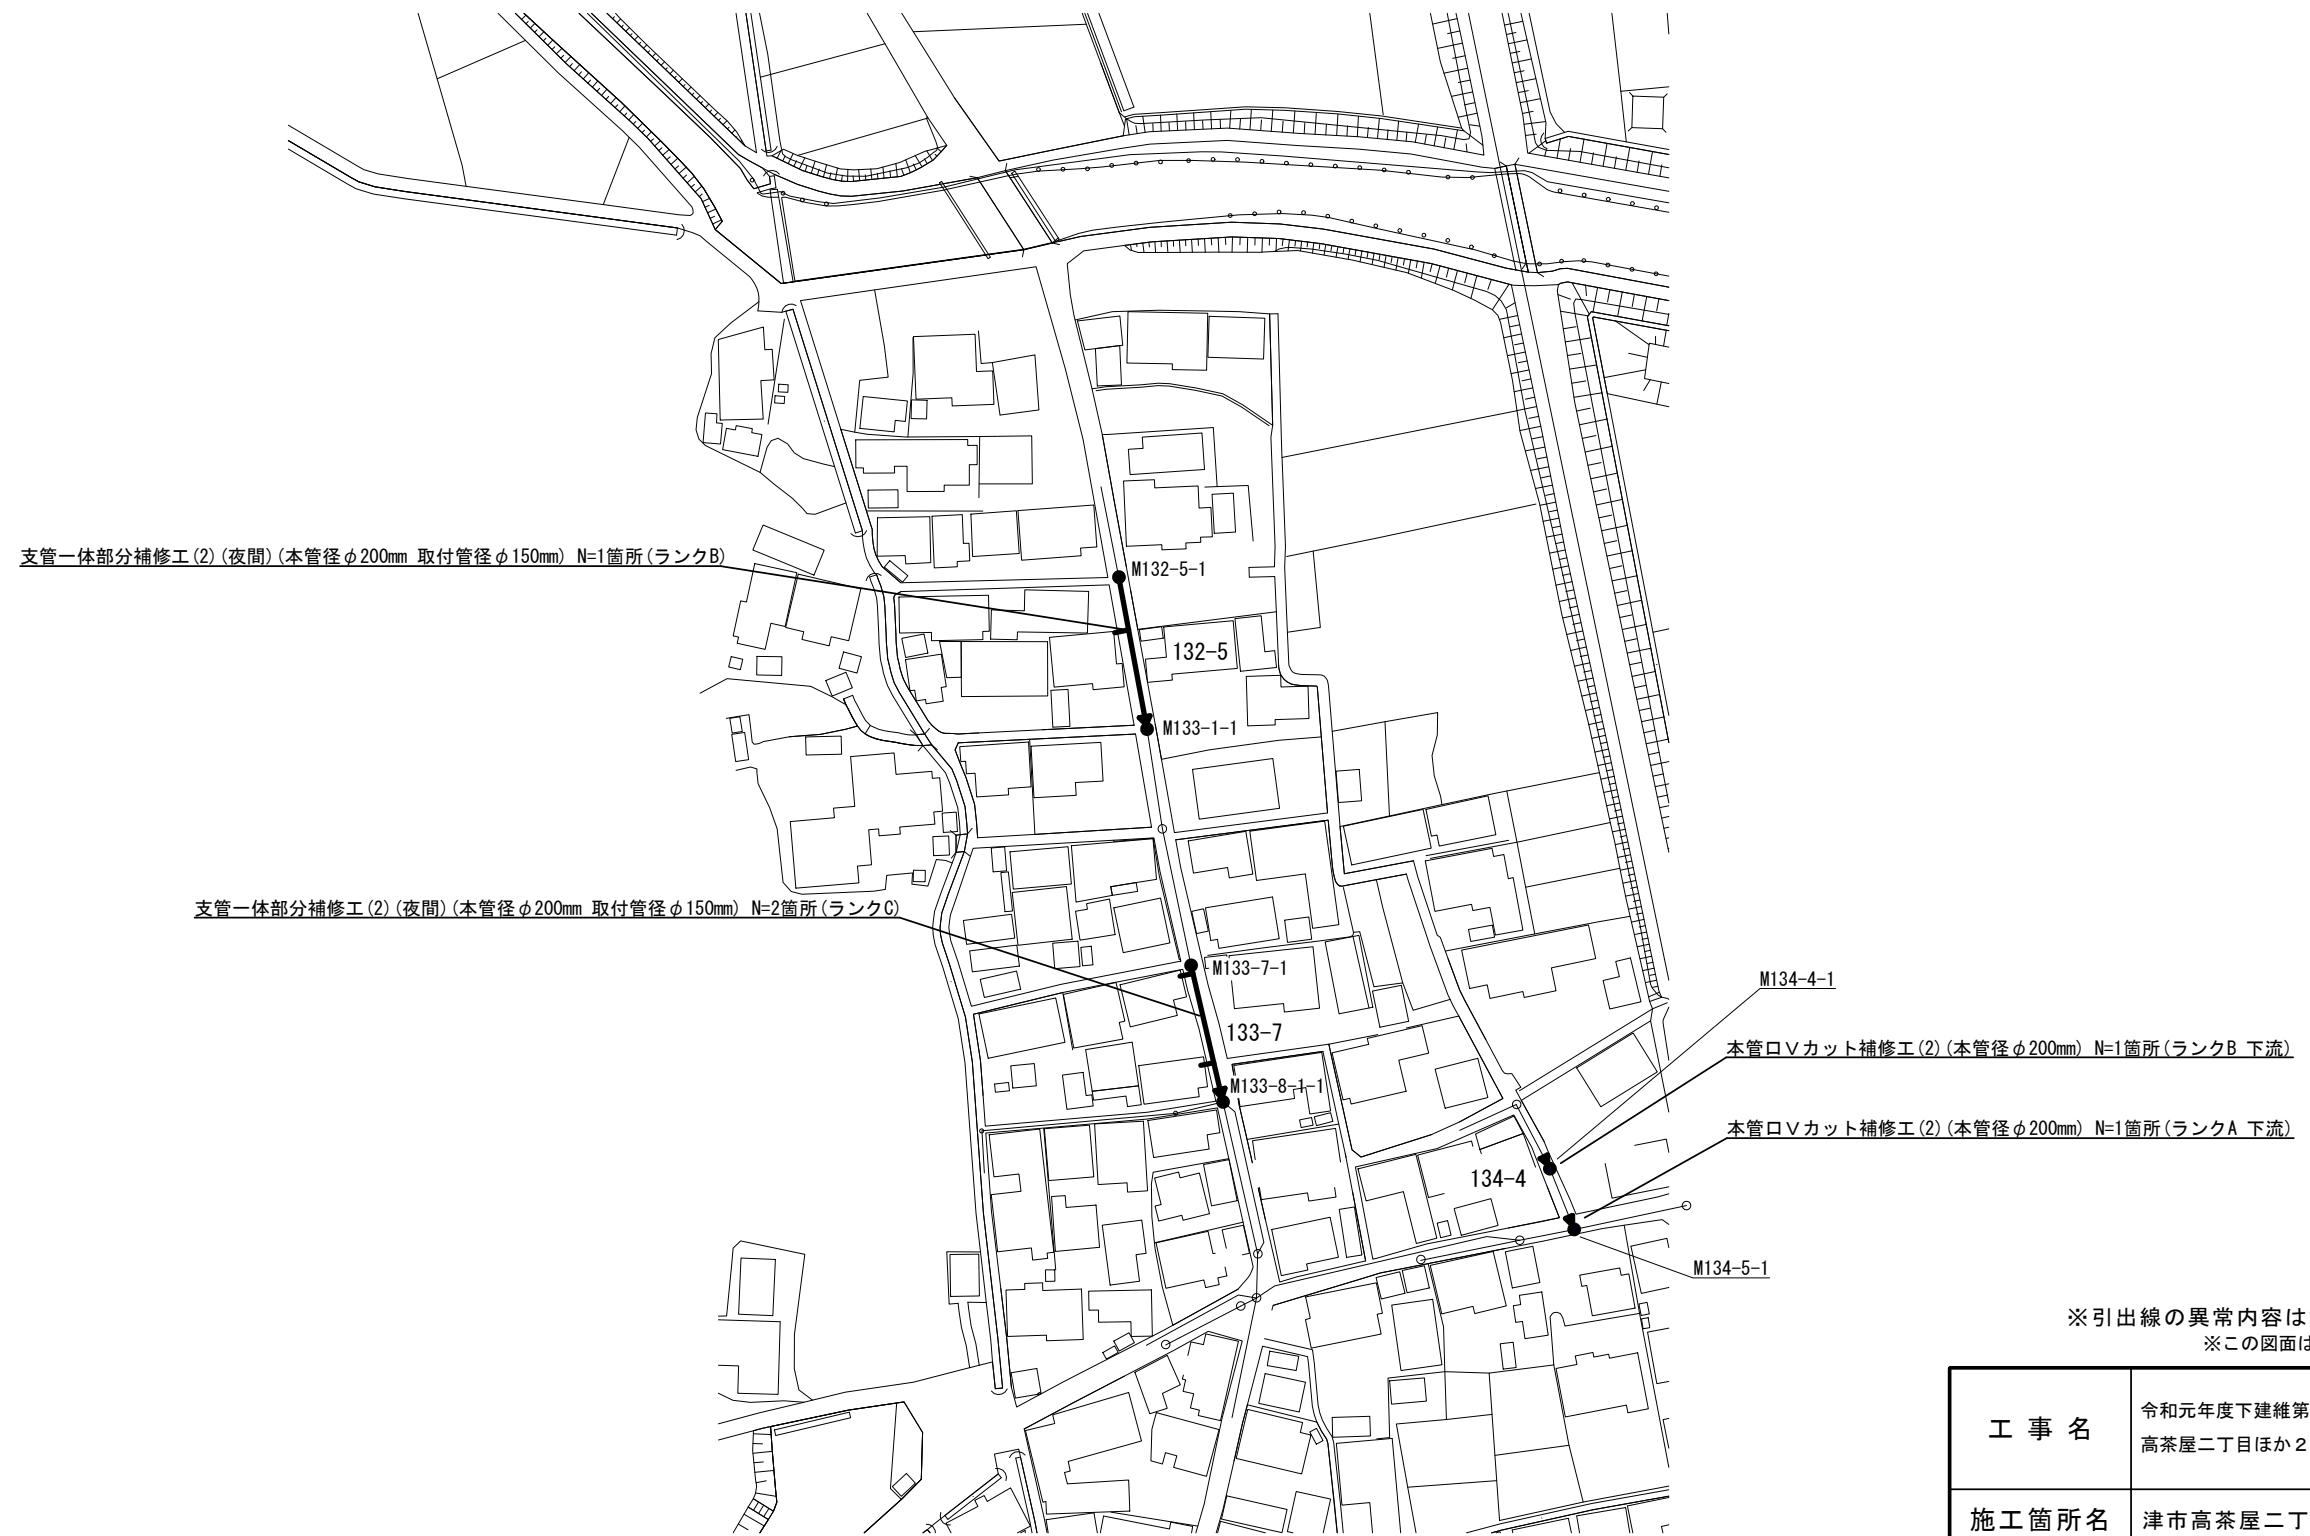 支管一体部分補修工(2)(夜間)(本管径φ200mm 取付管径φ150mm) N=1箇所(ランクB)
M132-5-1
132-5
M133-1-1
支管一体部分補修工(2)(夜間)(本管径φ200mm 取付管径φ150mm) N=2箇所(ランクC)
M133-7-1
133-7
M133-8-1-1
M134-4-1
本管口Vカット補修工(2)(本管径φ200mm) N=1箇所(ランクB 下流)
本管口Vカット補修工(2)(本管径φ200mm) N=1箇所(ランクA 下流)
134-4
M134-5-1
※引出線の異常内容は
※この図面は
工 事 名
令和元年度下建維第
高茶屋二丁目ほか2
施工箇所名
津市高茶屋二丁